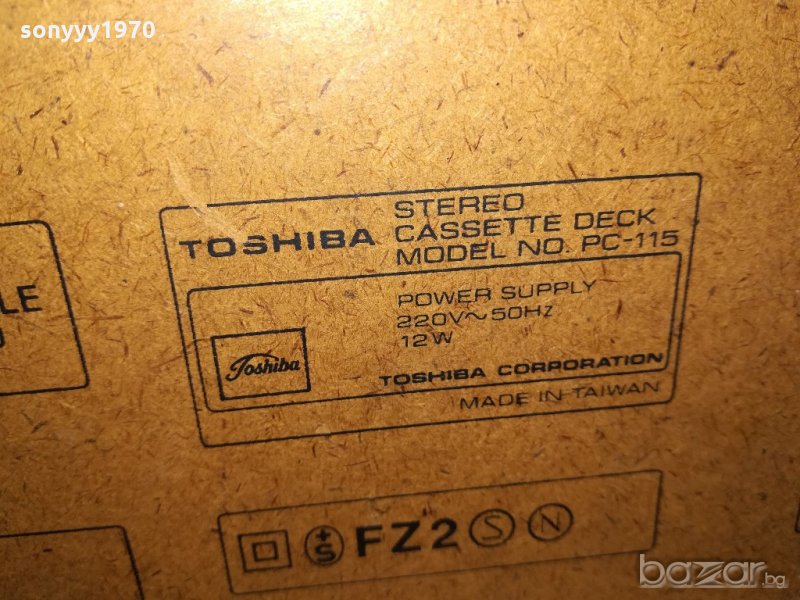 sonyyy1970
STEREO
TOSHIBA CASSETTE DECK
MODEL NO. PC-115
LE
POWER SUPPLY
220V~50HZ
12W
Toshiba
TOSHIBA CORPORATION
MADE IN TAIWAN
+S FZ2 S N
bazar.bg